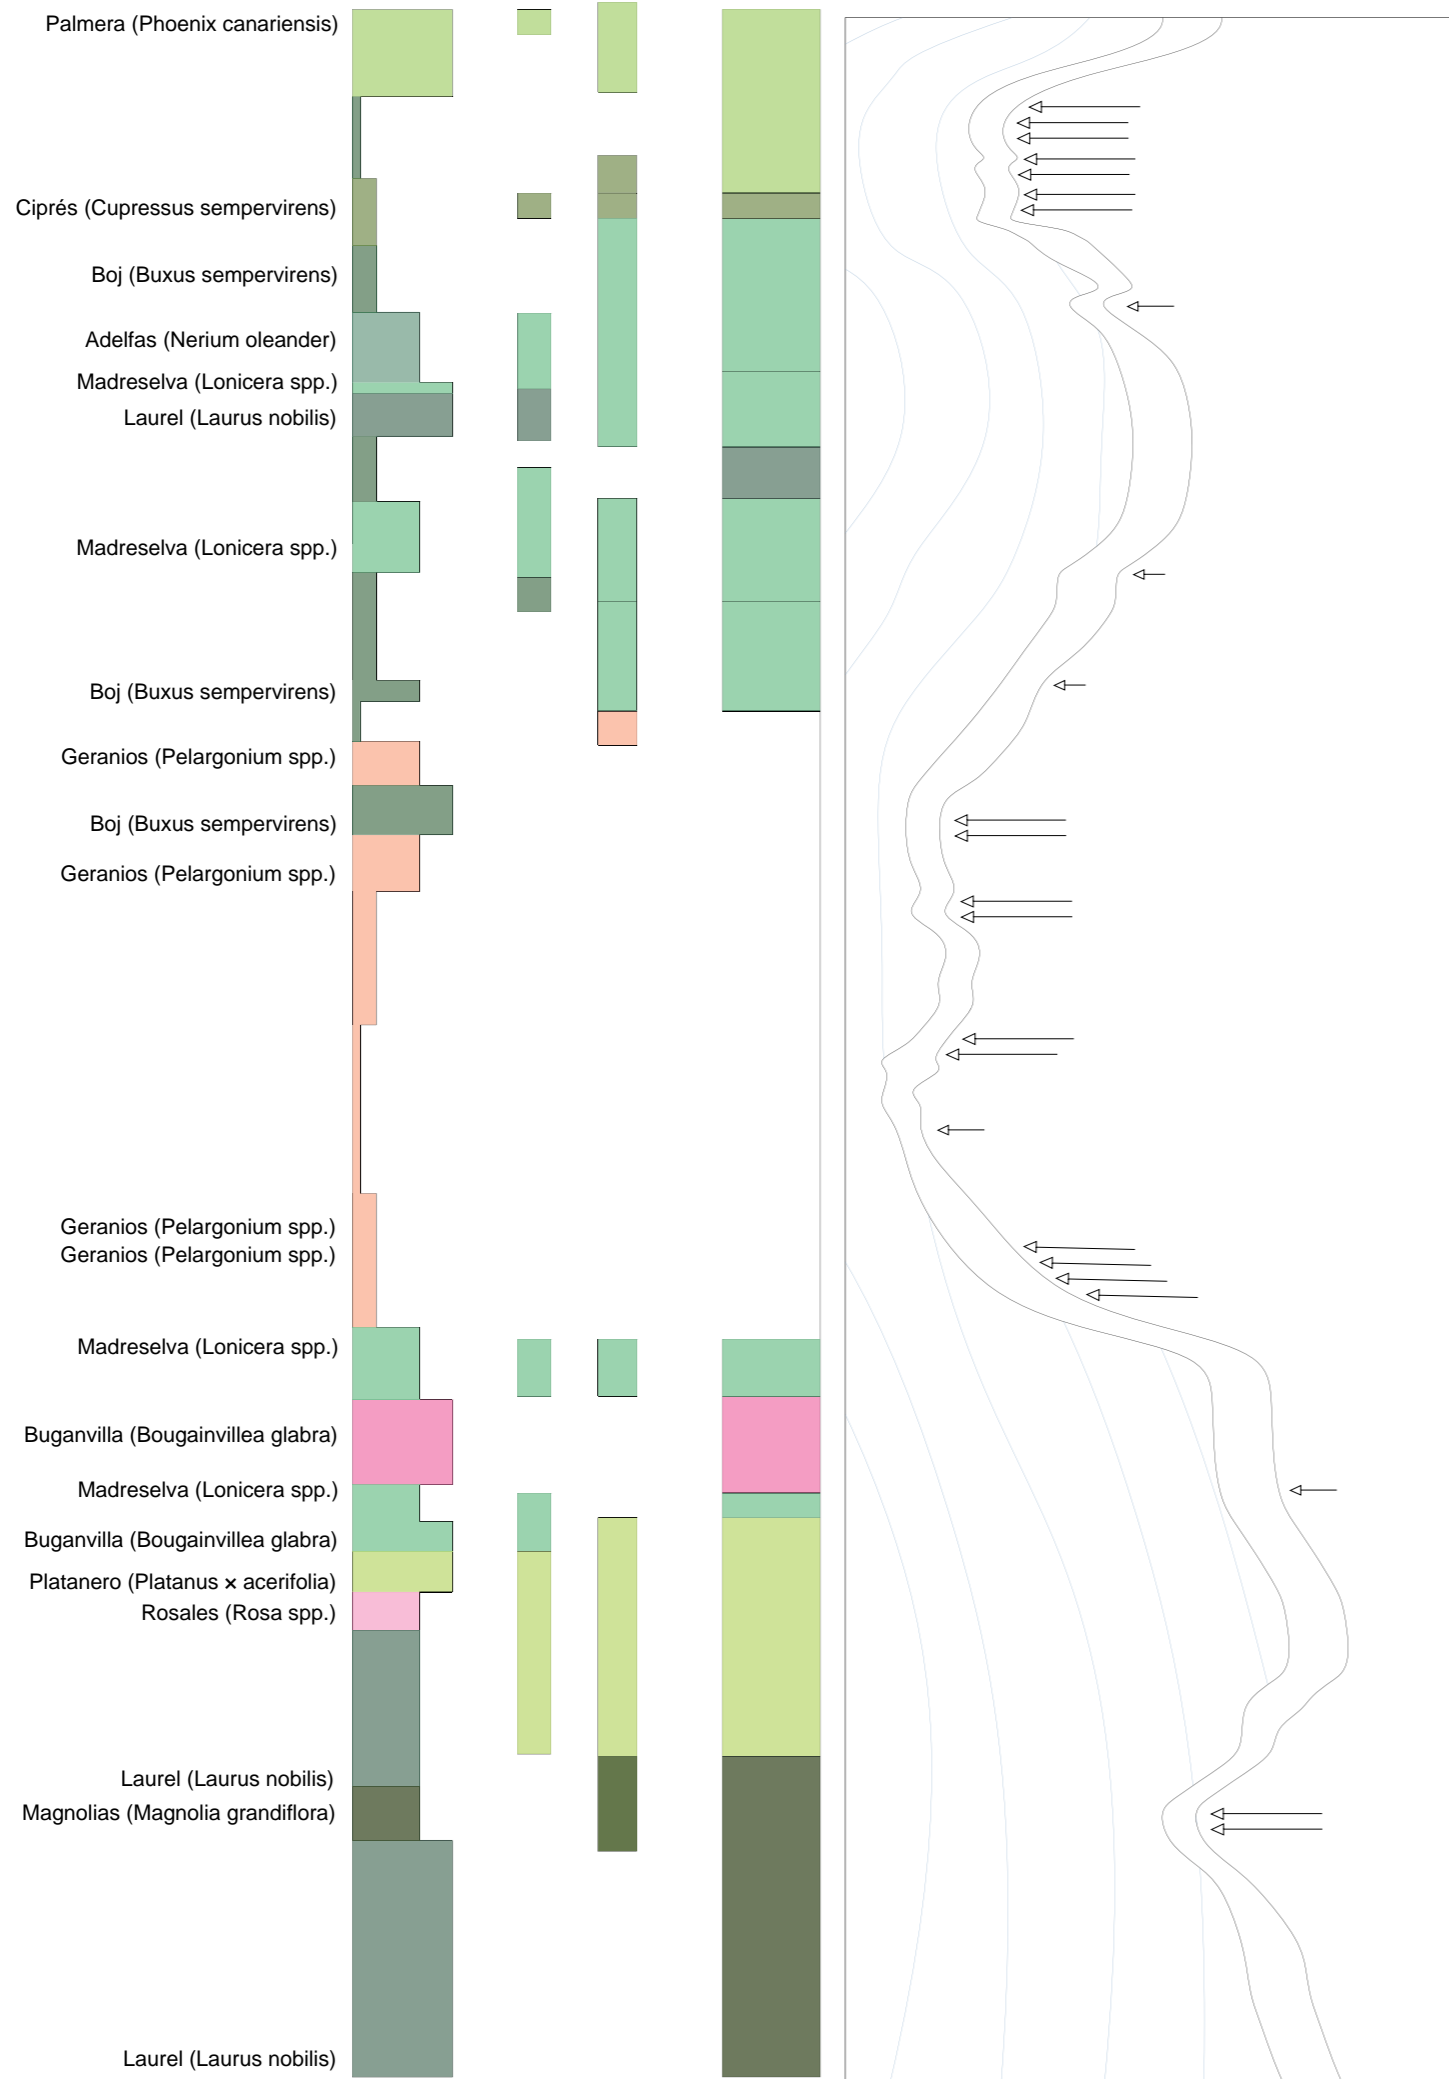 Palmera (Phoenix canariensis)
Ciprés (Cupressus sempervirens)
Boj (Buxus sempervirens)
Adelfas (Nerium oleander)
Madreselva (Lonicera spp.)
Laurel (Laurus nobilis)
Madreselva (Lonicera spp.)
Boj (Buxus sempervirens)
Geranios (Pelargonium spp.)
Boj (Buxus sempervirens)
Geranios (Pelargonium spp.)
Geranios (Pelargonium spp.)
Geranios (Pelargonium spp.)
Madreselva (Lonicera spp.)
Buganvilla (Bougainvillea glabra)
Madreselva (Lonicera spp.)
Buganvilla (Bougainvillea glabra)
Platanero (Platanus × acerifolia)
Rosales (Rosa spp.)
Laurel (Laurus nobilis)
Magnolias (Magnolia grandiflora)
Laurel (Laurus nobilis)